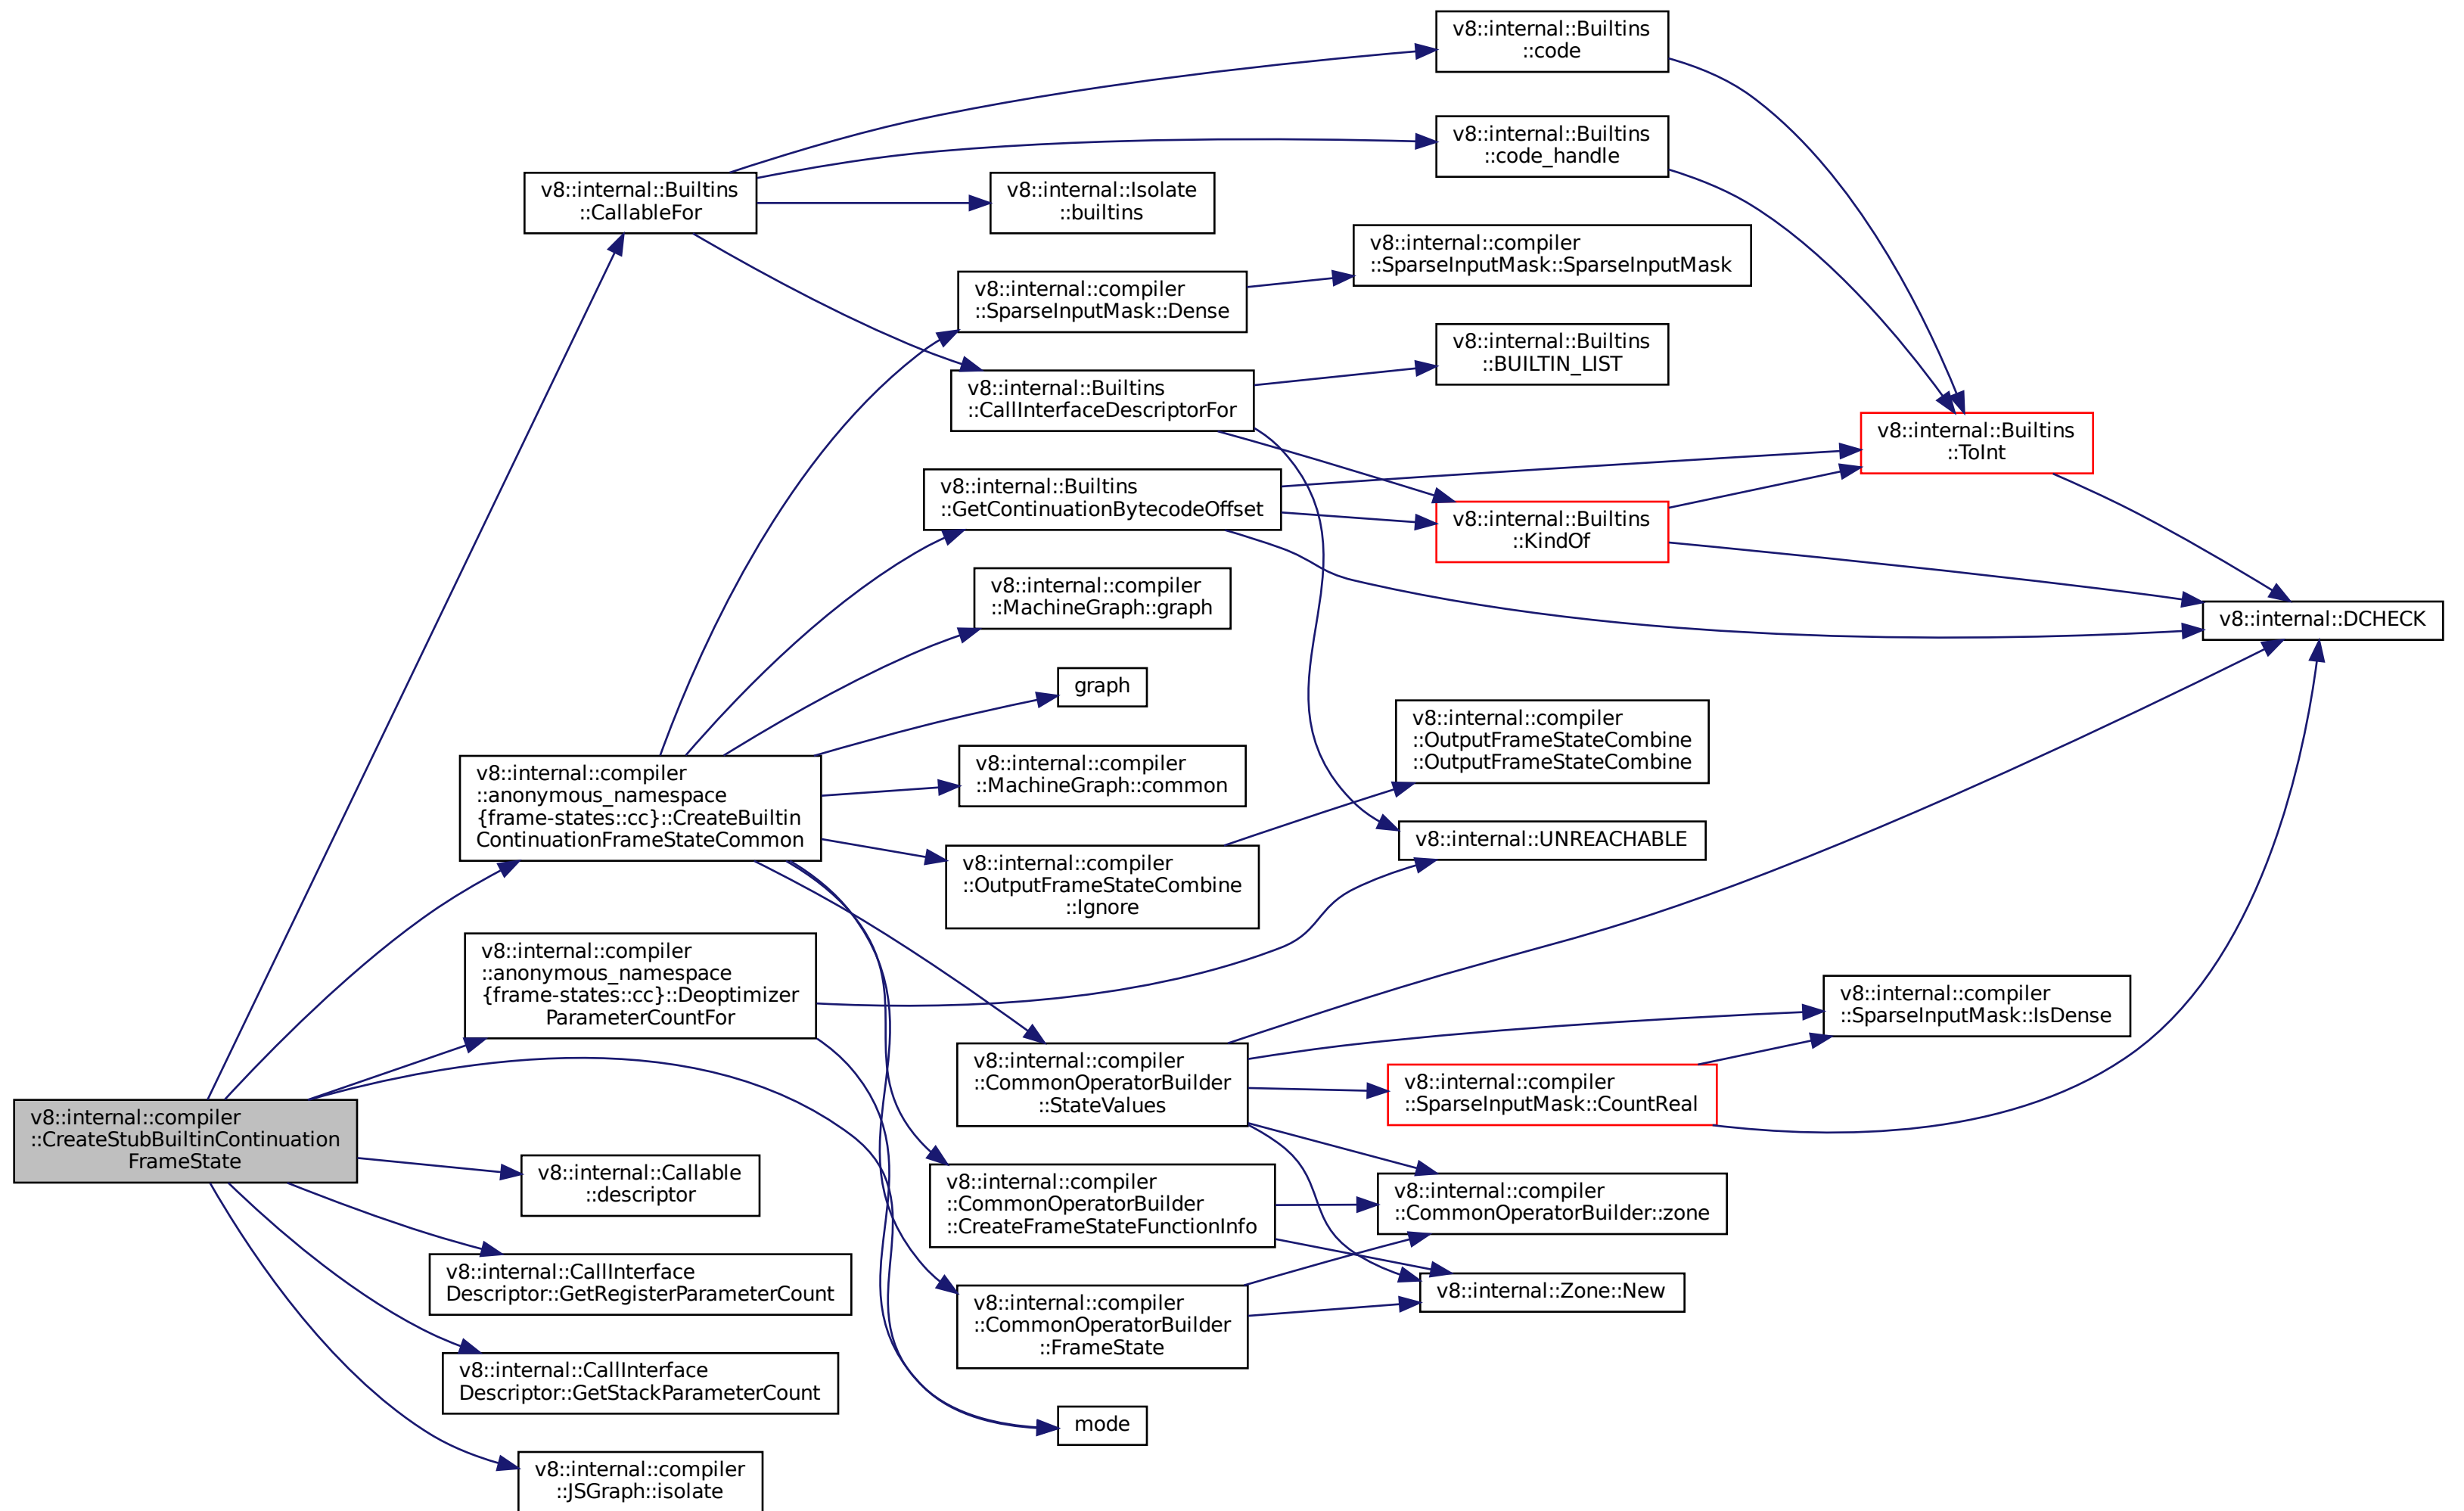 v8::internal::Builtins
::code
v8::internal::Builtins
::code_handle
v8::internal::Builtins
::CallableFor
v8::internal::Isolate
::builtins
v8::internal::compiler
::SparseInputMask::SparseInputMask
v8::internal::compiler
::SparseInputMask::Dense
v8::internal::Builtins
::BUILTIN_LIST
v8::internal::Builtins
::CallInterfaceDescriptorFor
v8::internal::Builtins
::ToInt
v8::internal::Builtins
::GetContinuationBytecodeOffset
v8::internal::Builtins
::KindOf
v8::internal::compiler
::MachineGraph::graph
v8::internal::DCHECK
graph
v8::internal::compiler
::OutputFrameStateCombine
::OutputFrameStateCombine
v8::internal::compiler
::anonymous_namespace
{frame-states::cc}::CreateBuiltin
ContinuationFrameStateCommon
v8::internal::compiler
::MachineGraph::common
v8::internal::UNREACHABLE
v8::internal::compiler
::OutputFrameStateCombine
::Ignore
v8::internal::compiler
::anonymous_namespace
{frame-states::cc}::Deoptimizer
ParameterCountFor
v8::internal::compiler
::SparseInputMask::IsDense
v8::internal::compiler
::CommonOperatorBuilder
::StateValues
v8::internal::compiler
::SparseInputMask::CountReal
v8::internal::compiler
::CreateStubBuiltinContinuation
FrameState
v8::internal::Callable
::descriptor
v8::internal::compiler
::CommonOperatorBuilder
::CreateFrameStateFunctionInfo
v8::internal::compiler
::CommonOperatorBuilder::zone
v8::internal::CallInterface
Descriptor::GetRegisterParameterCount
v8::internal::Zone::New
v8::internal::compiler
::CommonOperatorBuilder
::FrameState
v8::internal::CallInterface
Descriptor::GetStackParameterCount
mode
v8::internal::compiler
::JSGraph::isolate